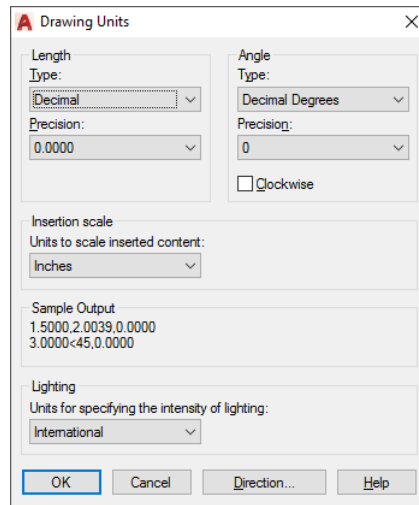 Drawing Units
Length
Type:
Decimal
Precision:
0.0000
Angle
Type:
Decimal Degrees
Precision:
0
Clockwise
Insertion scale
Units to scale inserted content:
Inches
Sample Output
1.5000,2.0039,0.0000
3.0000<45,0.0000
Lighting
Units for specifying the intensity of lighting:
International
OK
Cancel
Direction...
Help